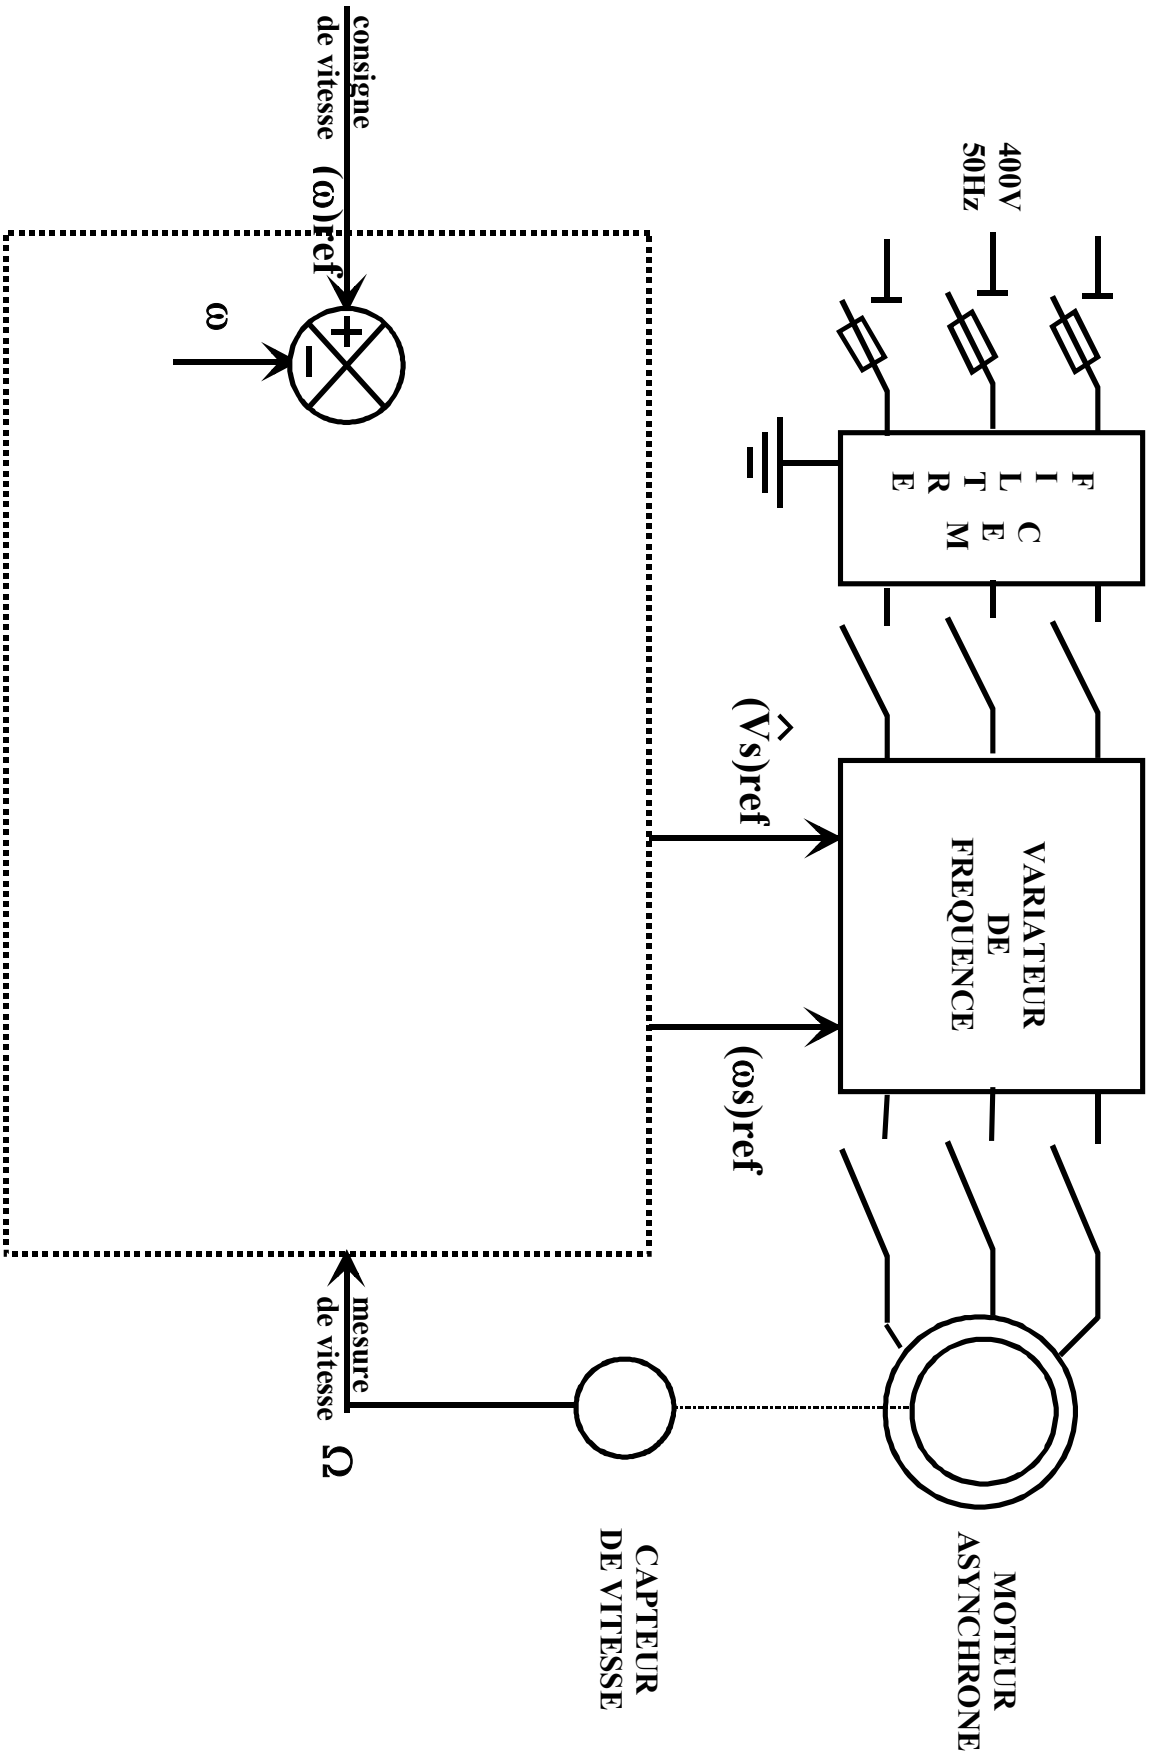 400V
50Hz
F
I
L
T
R
E
C
E
M
VARIATEUR
DE
FREQUENCE
MOTEUR
ASYNCHRONE
(V̂s)ref
(ωs)ref
CAPTEUR
DE VITESSE
consigne
de vitesse (ω)ref
+
−
ω
mesure
de vitesse Ω